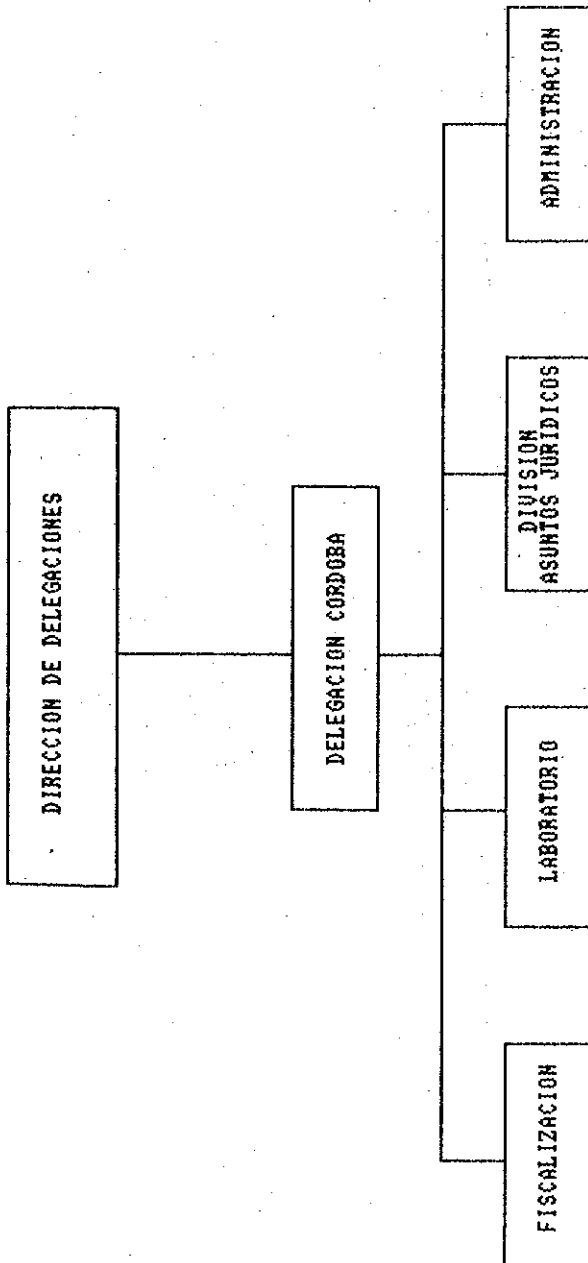 DIRECCION DE DELEGACIONES
DELEGACION CORDOBA
FISCALIZACION
LABORATORIO
DIVISION
ASUNTOS JURIDICOS
ADMINISTRACION